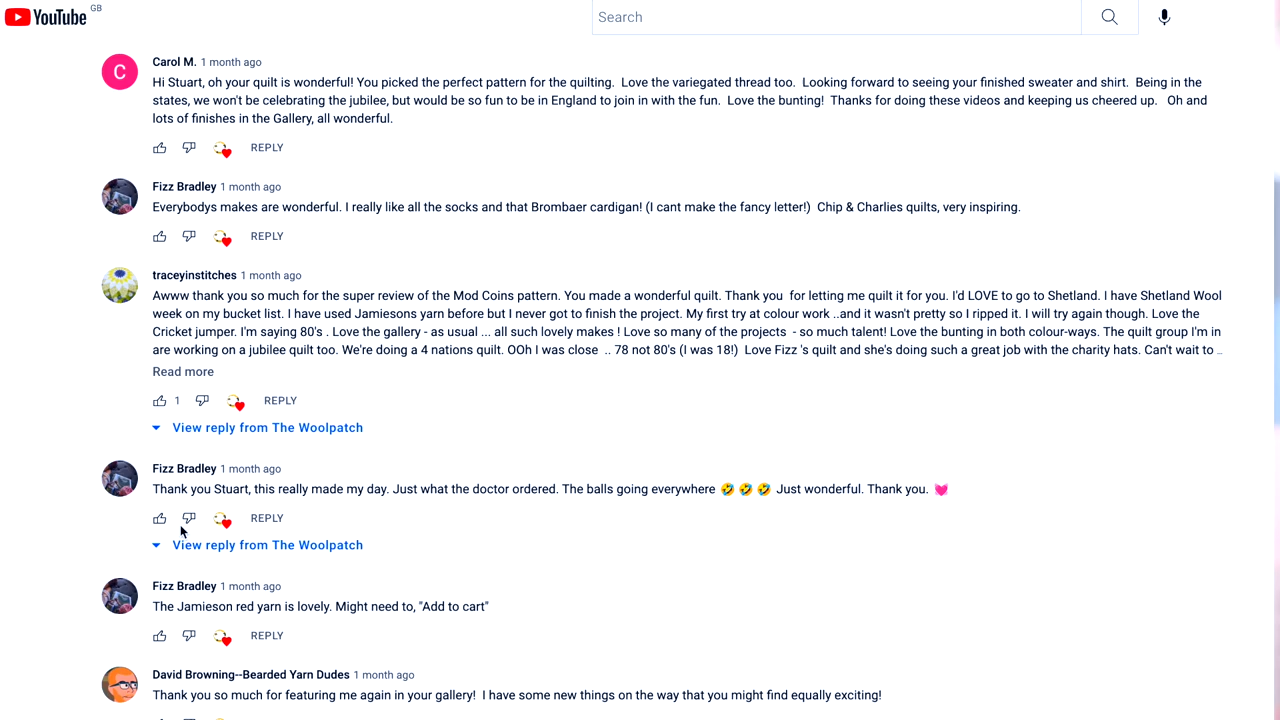 YouTube GB
Search
C
Carol M. 1 month ago
Hi Stuart, oh your quilt is wonderful! You picked the perfect pattern for the quilting.  Love the variegated thread too.  Looking forward to seeing your finished sweater and shirt.  Being in the
states, we won't be celebrating the jubilee, but would be so fun to be in England to join in with the fun.  Love the bunting!  Thanks for doing these videos and keeping us cheered up.   Oh and
lots of finishes in the Gallery, all wonderful.
REPLY
Fizz Bradley 1 month ago
Everybodys makes are wonderful. I really like all the socks and that Brombaer cardigan! (I cant make the fancy letter!)  Chip & Charlies quilts, very inspiring.
REPLY
traceyinstitches 1 month ago
Awww thank you so much for the super review of the Mod Coins pattern. You made a wonderful quilt. Thank you  for letting me quilt it for you. I'd LOVE to go to Shetland. I have Shetland Wool
week on my bucket list. I have used Jamiesons yarn before but I never got to finish the project. My first try at colour work ..and it wasn't pretty so I ripped it. I will try again though. Love the
Cricket jumper. I'm saying 80's . Love the gallery - as usual ... all such lovely makes ! Love so many of the projects  - so much talent! Love the bunting in both colour-ways. The quilt group I'm in
are working on a jubilee quilt too. We're doing a 4 nations quilt. OOh I was close  .. 78 not 80's (I was 18!)  Love Fizz 's quilt and she's doing such a great job with the charity hats. Can't wait to ..
Read more
1 REPLY
View reply from The Woolpatch
Fizz Bradley 1 month ago
Thank you Stuart, this really made my day. Just what the doctor ordered. The balls going everywhere 🤣 🤣 🤣 Just wonderful. Thank you. 💓
REPLY
View reply from The Woolpatch
Fizz Bradley 1 month ago
The Jamieson red yarn is lovely. Might need to, "Add to cart"
REPLY
David Browning--Bearded Yarn Dudes 1 month ago
Thank you so much for featuring me again in your gallery!  I have some new things on the way that you might find equally exciting!